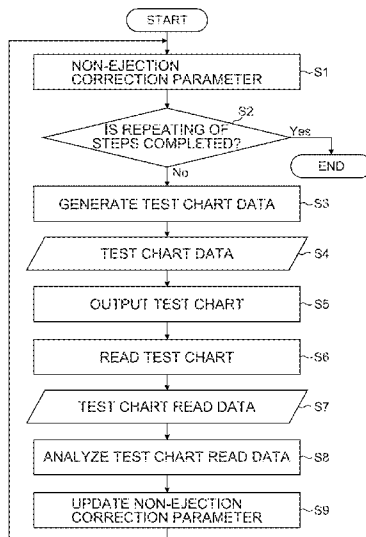 START
NON-EJECTION
CORRECTION PARAMETER
S1
S2
IS REPEATING OF
STEPS COMPLETED?
Yes
END
No
GENERATE TEST CHART DATA
S3
TEST CHART DATA
S4
OUTPUT TEST CHART
S5
READ TEST CHART
S6
TEST CHART READ DATA
S7
ANALYZE TEST CHART READ DATA
S8
UPDATE NON-EJECTION
CORRECTION PARAMETER
S9